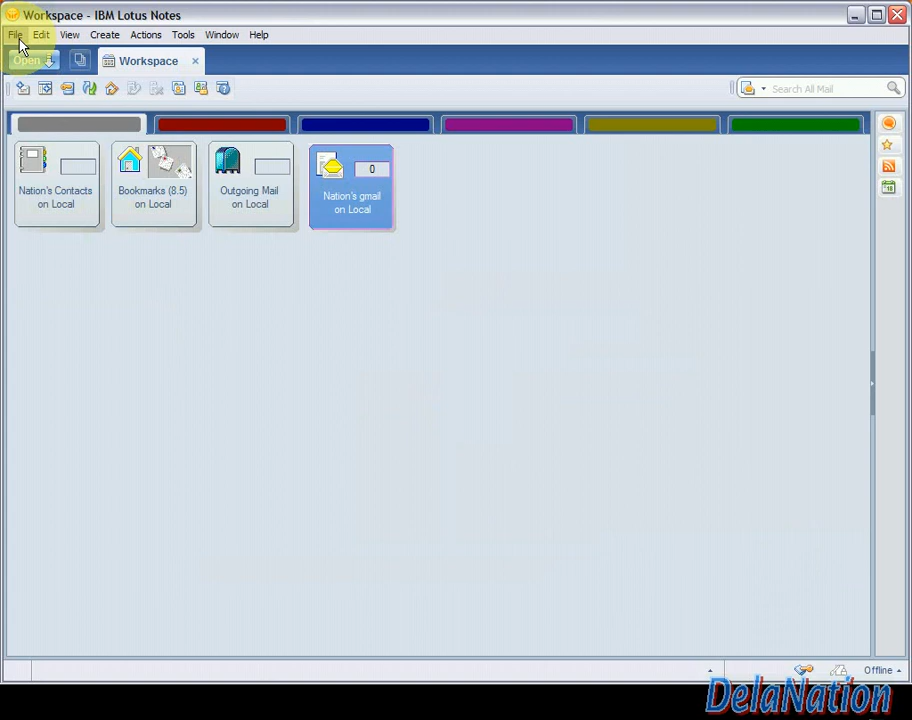 Workspace - IBM Lotus Notes
File Edit View Create Actions Tools Window Help
Open
Workspace
Search All Mail
Nation's Contacts
on Local
Bookmarks (8.5)
on Local
Outgoing Mail
on Local
0
Nation's gmail
on Local
18
Offline
DelaNation